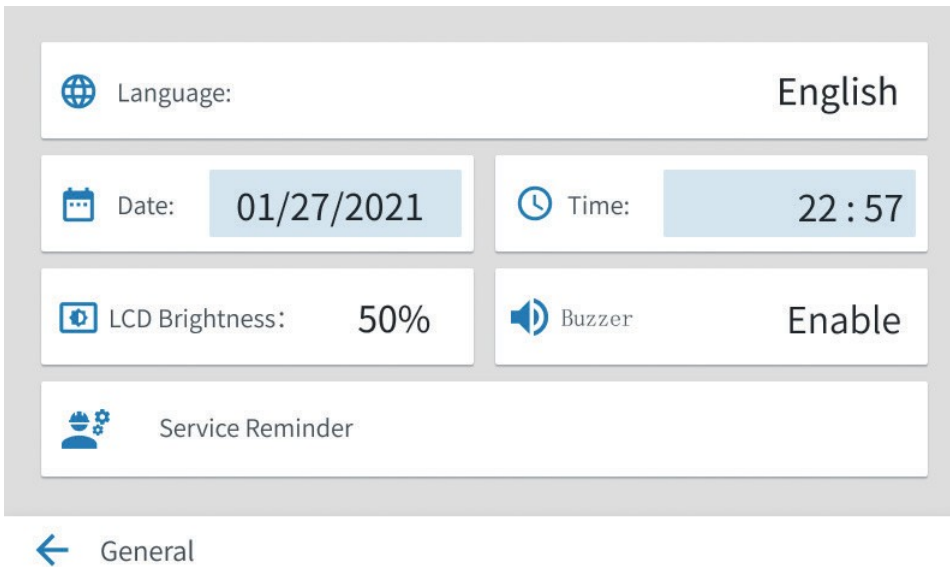 Language: English
Date: 01/27/2021 Time: 22 : 57
LCD Brightness: 50% Buzzer Enable
Service Reminder
General